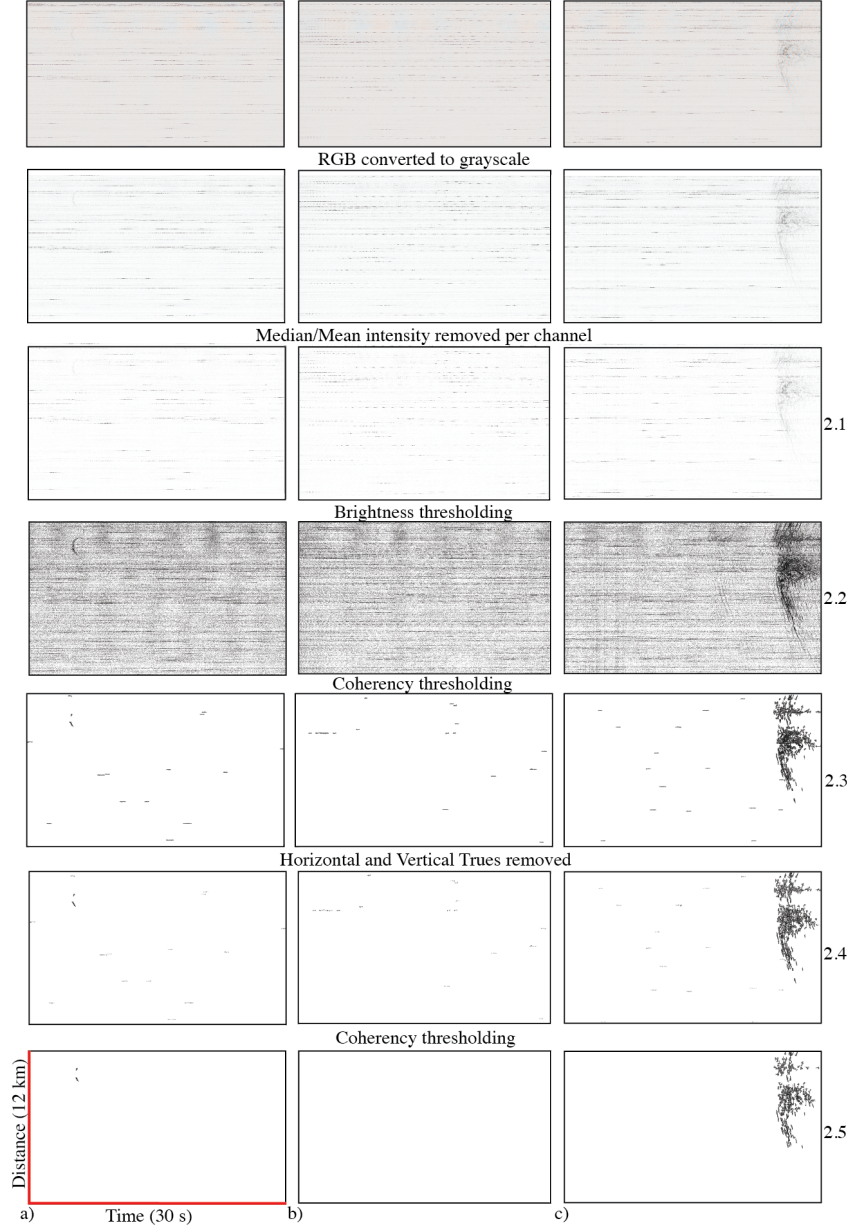 RGB converted to grayscale
Median/Mean intensity removed per channel
2.1
Brightness thresholding
2.2
Coherency thresholding
2.3
Horizontal and Vertical Trues removed
2.4
Coherency thresholding
Distance (12 km)
2.5
a) Time (30 s) b) c)